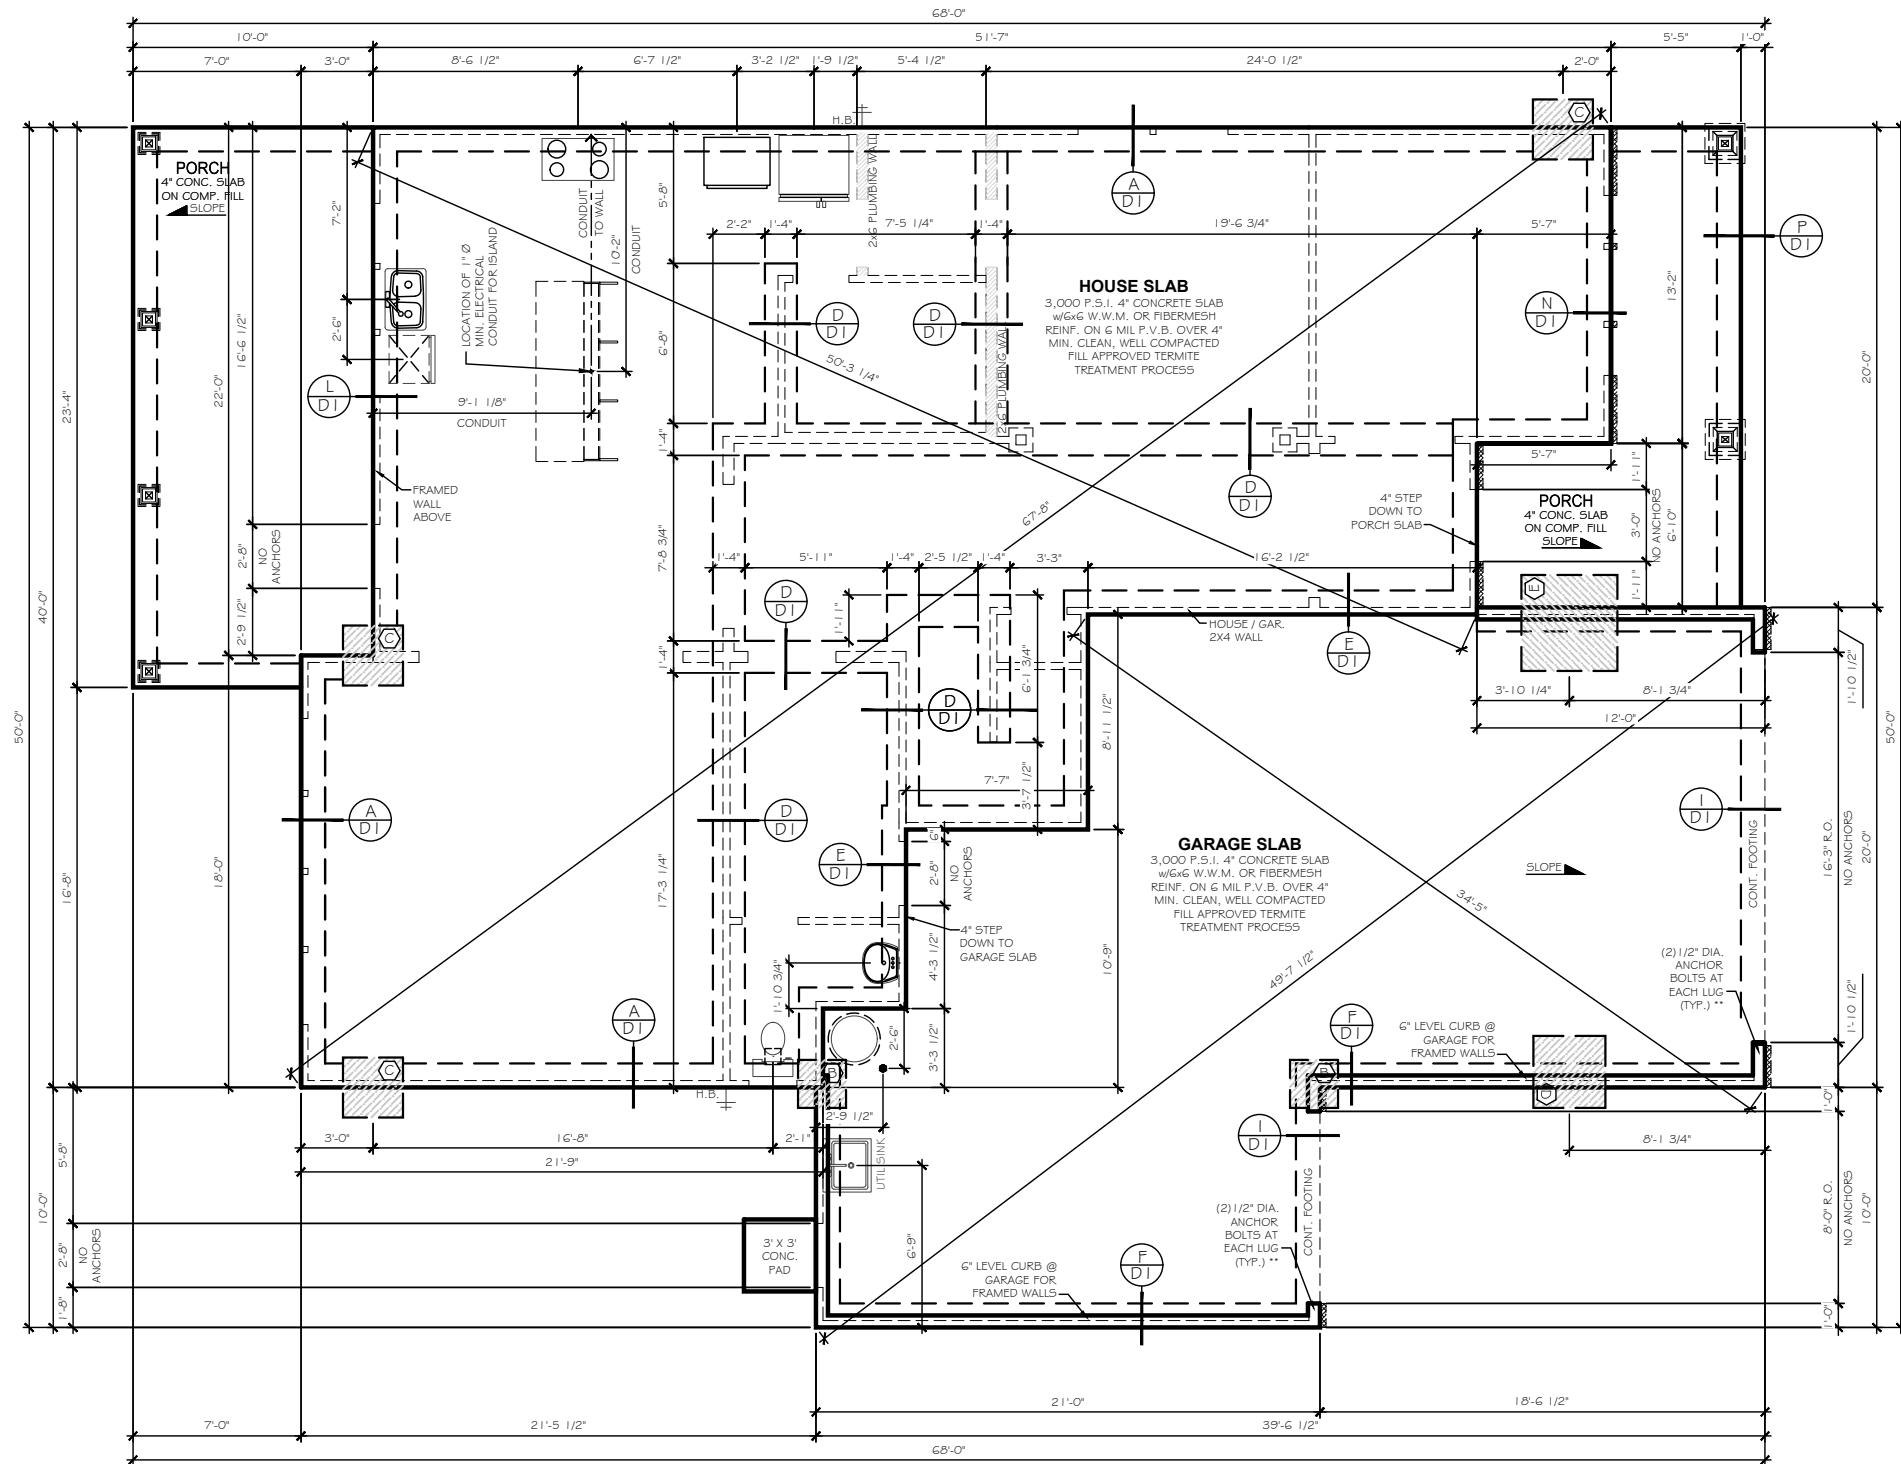 68'-0"
10'-0"
51'-7"
5'-5"
1'-0"
7'-0"
3'-0"
8'-6 1/2"
6'-7 1/2"
3'-2 1/2"
1'-9 1/2"
5'-4 1/2"
24'-0 1/2"
2'-0"
H.B.
C
PORCH
4" CONC. SLAB
ON COMP. FILL
SLOPE
7'-2"
2'-6"
16'-6 1/2"
22'-0"
23'-4"
40'-0"
50'-0"
CONDUIT
TO WALL
10'-2"
CONDUIT
LOCATION OF 1" Ø
MIN. ELECTRICAL
CONDUIT FOR ISLAND
5'-8"
6'-8"
2x6 PLUMBING WALL
2x6 PLUMBING WALL
A
D1
2'-2"
1'-4"
7'-5 1/4"
1'-4"
19'-6 3/4"
5'-7"
P
D1
HOUSE SLAB
3,000 P.S.I. 4" CONCRETE SLAB
w/6x6 W.W.M. OR FIBERMESH
REINF. ON 6 MIL P.V.B. OVER 4"
MIN. CLEAN, WELL COMPACTED
FILL APPROVED TERMITE
TREATMENT PROCESS
D
D1
D
D1
N
D1
13'-2"
20'-0"
50'-3 1/4"
L
D1
9'-1 1/8"
CONDUIT
1'-4"
5'-7"
1'-11"
FRAMED
WALL
ABOVE
D
D1
67'-8"
4" STEP
DOWN TO
PORCH SLAB
PORCH
4" CONC. SLAB
ON COMP. FILL
SLOPE
3'-0"
NO ANCHORS
6'-10"
1'-11"
2'-8"
NO
ANCHORS
2'-9 1/2"
7'-8 3/4"
1'-4"
5'-11"
1'-4"
2'-5 1/2"
1'-4"
3'-3"
16'-2 1/2"
D
D1
1'-11"
E
HOUSE / GAR.
2X4 WALL
E
D1
C
1'-4"
6'-1 3/4"
D
D1
8'-11 1/2"
3'-10 1/4"
8'-1 3/4"
12'-0"
1'-10 1/2"
50'-0"
7'-7"
3'-7 1/2"
A
D1
D
D1
I
D1
CONT. FOOTING
16'-3" R.O.
NO ANCHORS
20'-0"
16'-8"
18'-0"
17'-3 1/4"
E
D1
6"
2'-8"
NO
ANCHORS
GARAGE SLAB
3,000 P.S.I. 4" CONCRETE SLAB
w/6x6 W.W.M. OR FIBERMESH
REINF. ON 6 MIL P.V.B. OVER 4"
MIN. CLEAN, WELL COMPACTED
FILL APPROVED TERMITE
TREATMENT PROCESS
SLOPE
34'-5"
4" STEP
DOWN TO
GARAGE SLAB
4'-3 1/2"
10'-9"
49'-7 1/2"
(2)1/2" DIA.
ANCHOR
BOLTS AT
EACH LUG
(TYP.) **
1'-10 1/2"
1'-10 3/4"
A
D1
F
D1
6" LEVEL CURB @
GARAGE FOR
FRAMED WALLS
2'-6"
3'-3 1/2"
C
B
B
D
H.B.
1'-0"
2'-9 1/2"
3'-0"
16'-8"
2'-1"
21'-9"
I
D1
8'-1 3/4"
5'-8"
UTIL SINK
CONT. FOOTING
10'-0"
2'-8"
NO
ANCHORS
1'-8"
3' X 3'
CONC.
PAD
6'-9"
(2)1/2" DIA.
ANCHOR
BOLTS AT
EACH LUG
(TYP.) **
8'-0" R.O.
NO ANCHORS
10'-0"
6" LEVEL CURB @
GARAGE FOR
FRAMED WALLS
F
D1
1'-0"
21'-0"
18'-6 1/2"
7'-0"
21'-5 1/2"
39'-6 1/2"
68'-0"